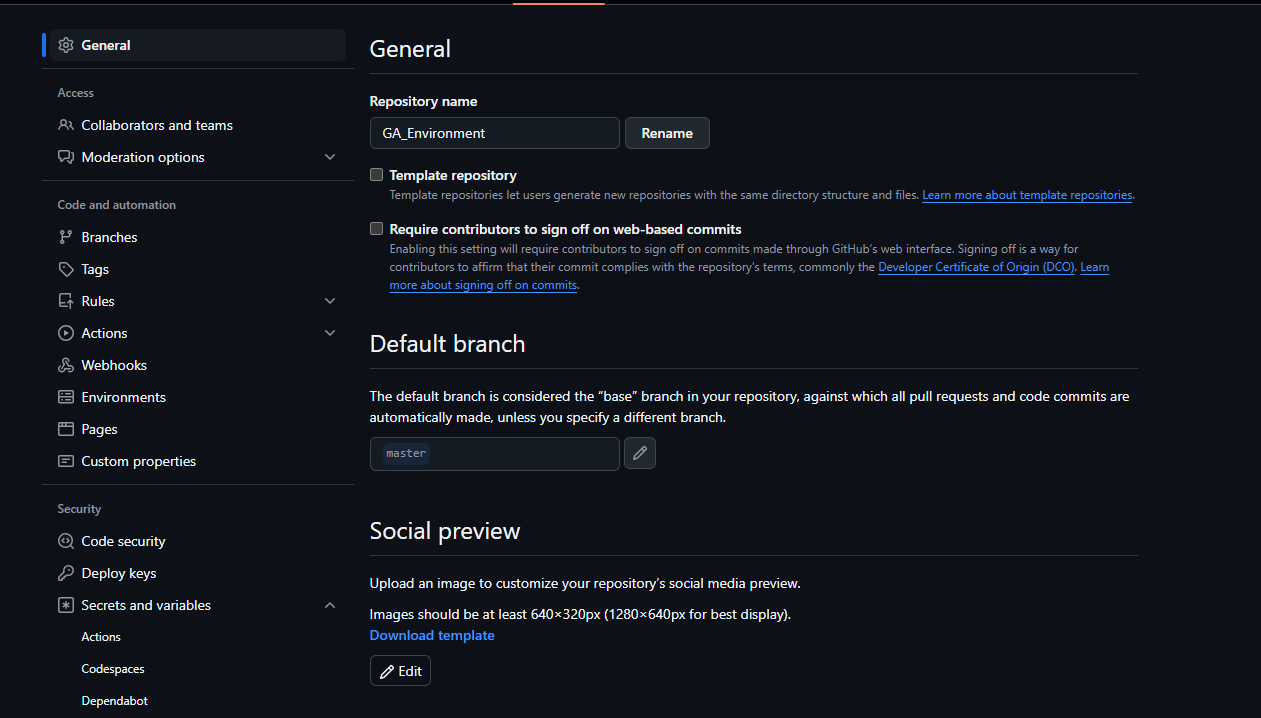 General
Access
Collaborators and teams
Moderation options
Code and automation
Branches
Tags
Rules
Actions
Webhooks
Environments
Pages
Custom properties
Security
Code security
Deploy keys
Secrets and variables
Actions
Codespaces
Dependabot
General
Repository name
GA_Environment
Rename
Template repository
Template repositories let users generate new repositories with the same directory structure and files. Learn more about template repositories.
Require contributors to sign off on web-based commits
Enabling this setting will require contributors to sign off on commits made through GitHub's web interface. Signing off is a way for
contributors to affirm that their commit complies with the repository's terms, commonly the Developer Certificate of Origin (DCO). Learn
more about signing off on commits.
Default branch
The default branch is considered the “base” branch in your repository, against which all pull requests and code commits are
automatically made, unless you specify a different branch.
master
Social preview
Upload an image to customize your repository’s social media preview.
Images should be at least 640×320px (1280×640px for best display).
Download template
Edit